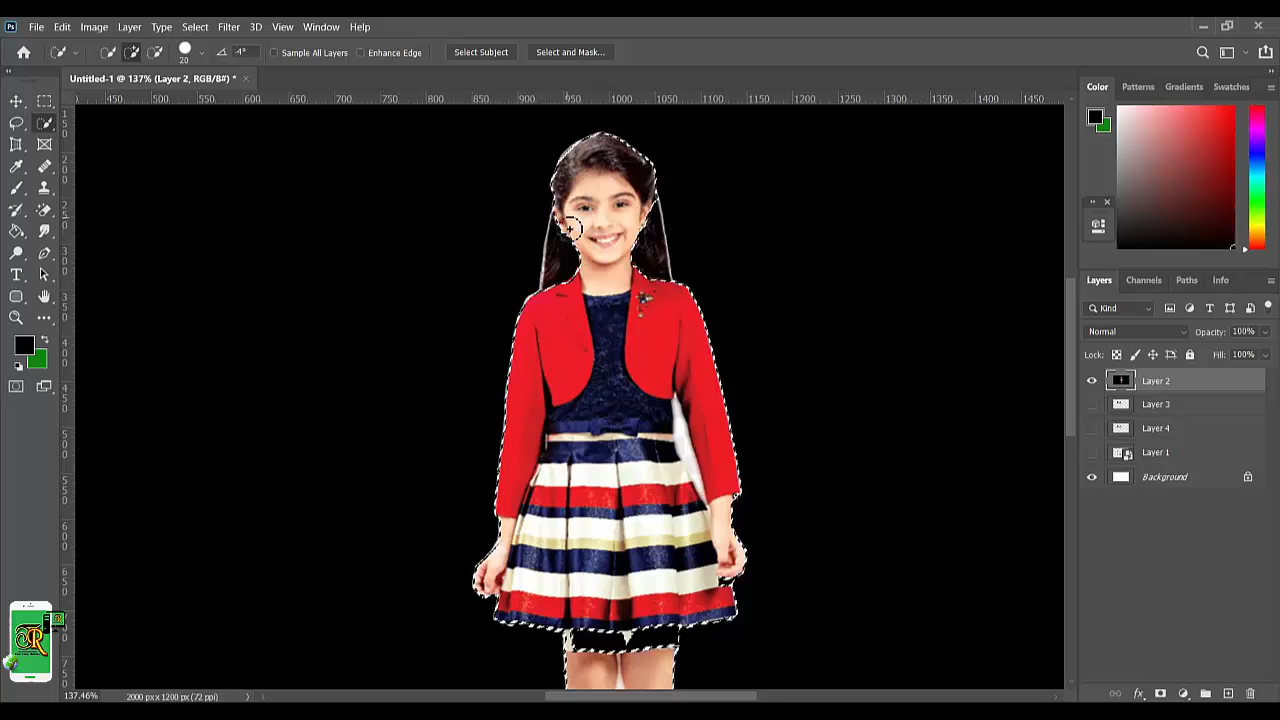 Ps File Edit Image Layer Type Select Filter 3D View Window Help
20 -4° Sample All Layers Enhance Edge Select Subject Select and Mask...
Untitled-1 @ 137% (Layer 2, RGB/8#) * ×
450 500 550 600 650 700 750 800 850 900 950 1000 1050 1100 1150 1200 1250 1300 1350 1400 1450
Color Patterns Gradients Swatches
Layers Channels Paths Info
Kind
Normal Opacity: 100%
Lock: Fill: 100%
Layer 2
Layer 3
Layer 4
Layer 1
Background
fx
137.46% 2000 px x 1200 px (72 ppi)